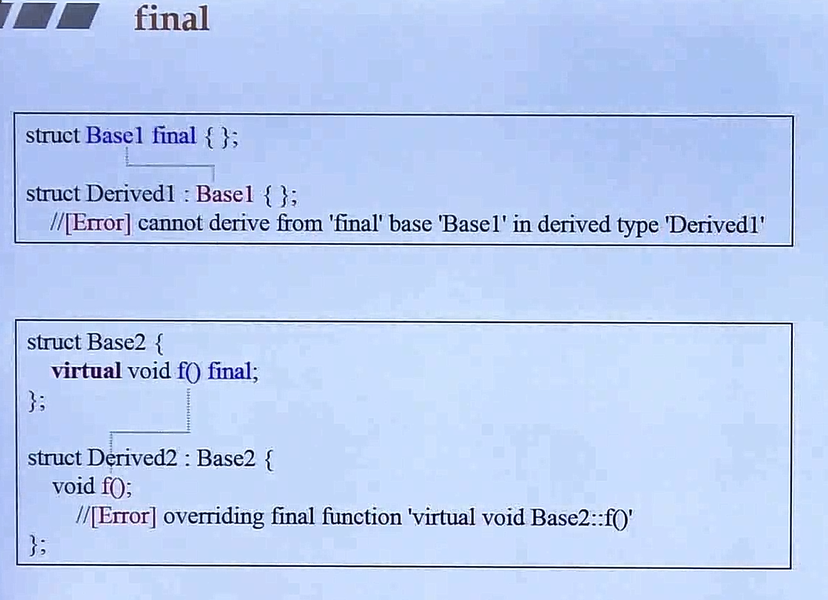 final
struct Base1 final { };
struct Derived1 : Base1 { };
//[Error] cannot derive from 'final' base 'Base1' in derived type 'Derived1'
struct Base2 {
virtual void f() final;
};
struct Derived2 : Base2 {
void f();
//[Error] overriding final function 'virtual void Base2::f()'
};